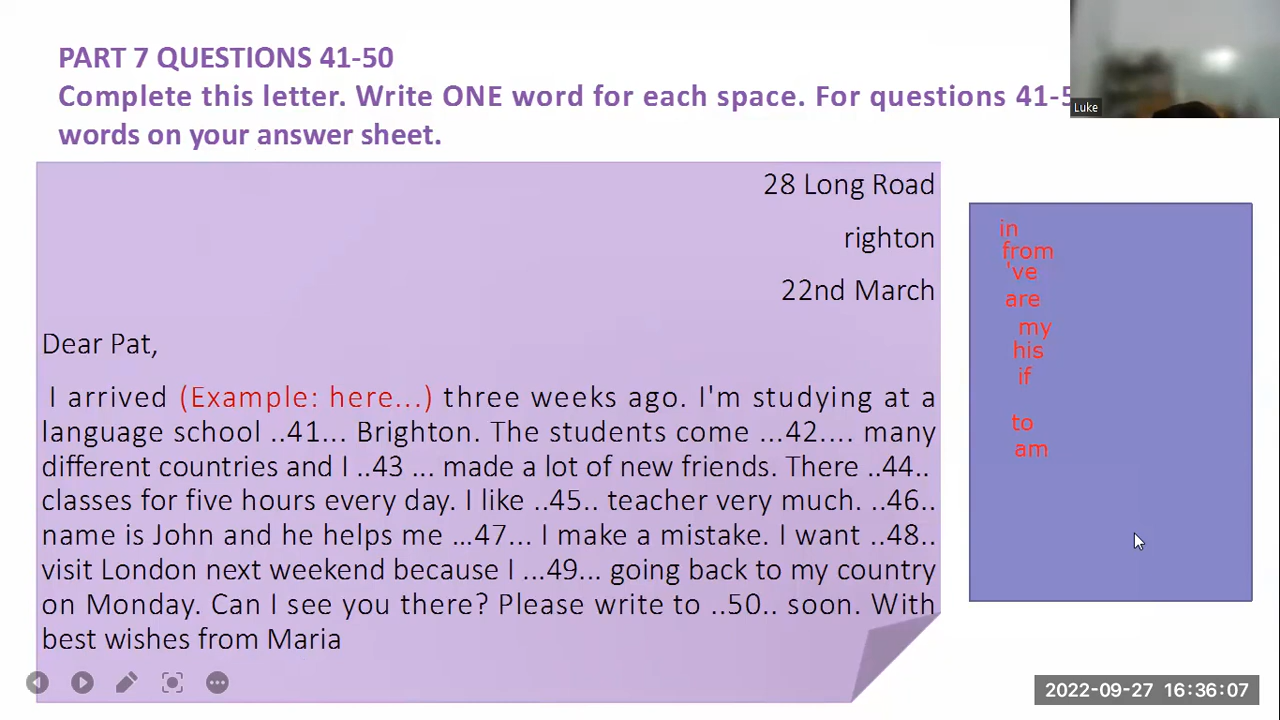 PART 7 QUESTIONS 41-50
Complete this letter. Write ONE word for each space. For questions 41-5
words on your answer sheet.
Luke
28 Long Road
righton
22nd March
Dear Pat,
I arrived (Example: here...) three weeks ago. I'm studying at a
language school ..41... Brighton. The students come ...42.... many
different countries and I ..43 ... made a lot of new friends. There ..44..
classes for five hours every day. I like ..45.. teacher very much. ..46..
name is John and he helps me ...47... I make a mistake. I want ..48..
visit London next weekend because I ...49... going back to my country
on Monday. Can I see you there? Please write to ..50.. soon. With
best wishes from Maria
in
from
've
are
my
his
if
to
am
2022-09-27 16:36:07